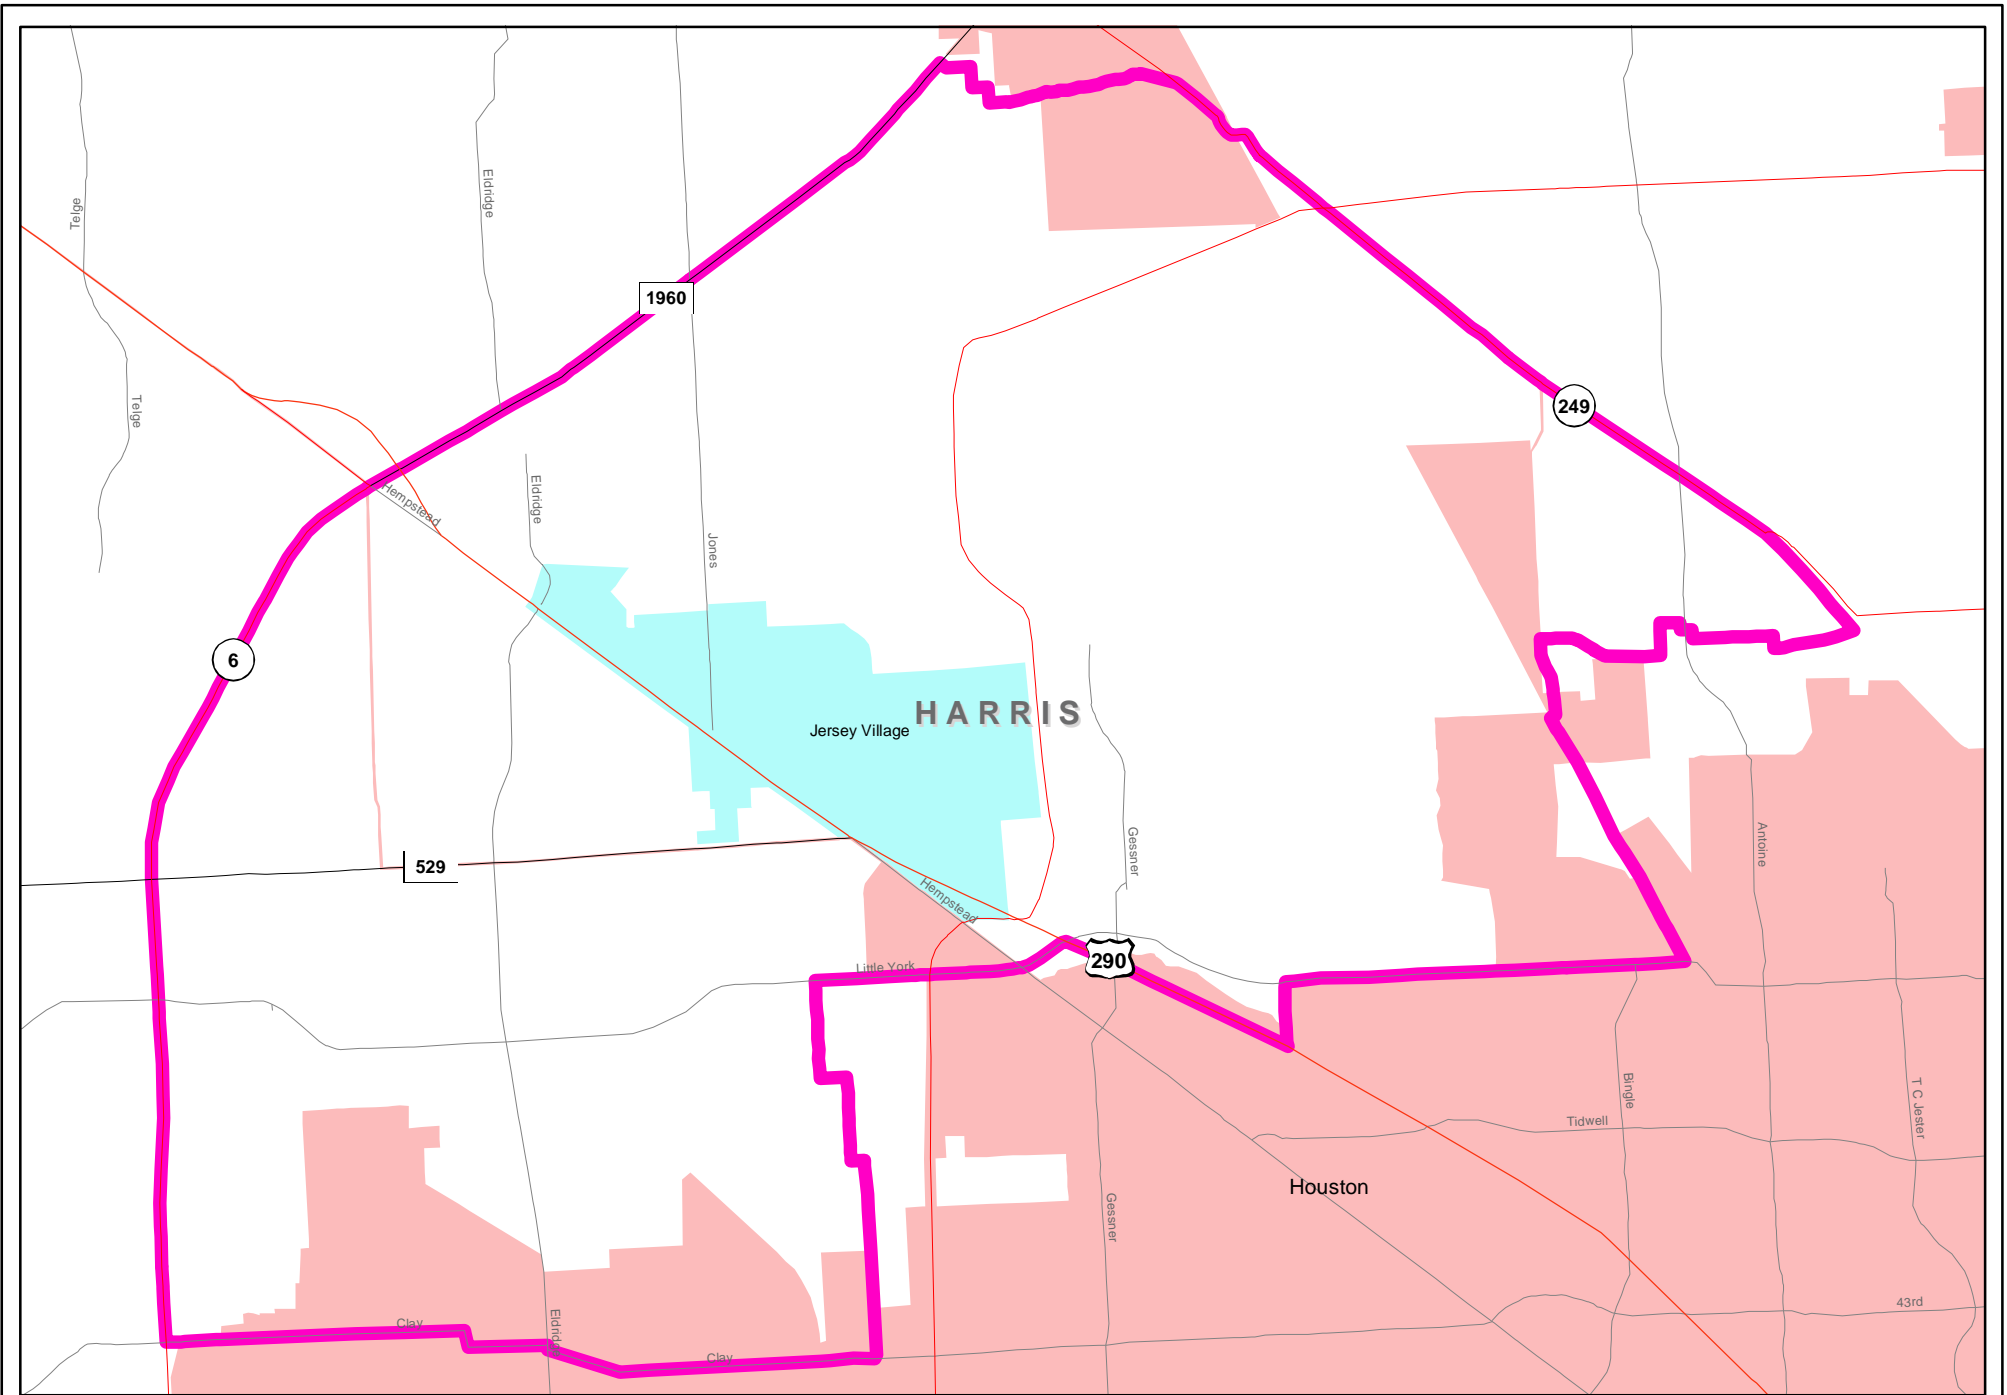 Telge
Eldridge
1960
Telge
249
Hempstead
Eldridge
Jones
6
HARRIS
Jersey Village
Gessner
Antoine
529
Hempstead
290
Little York
Bingle
T C Jester
Tidwell
Houston
Gessner
43rd
Clay
Eldridge
Clay